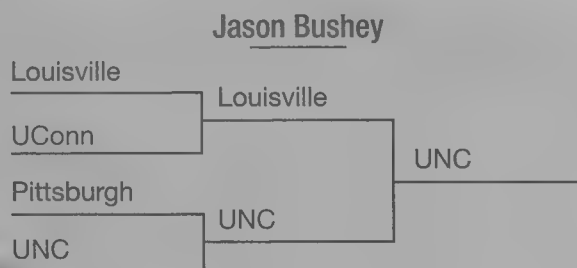 Jason Bushey
Louisville
Louisville
UConn
UNC
Pittsburgh
UNC
UNC